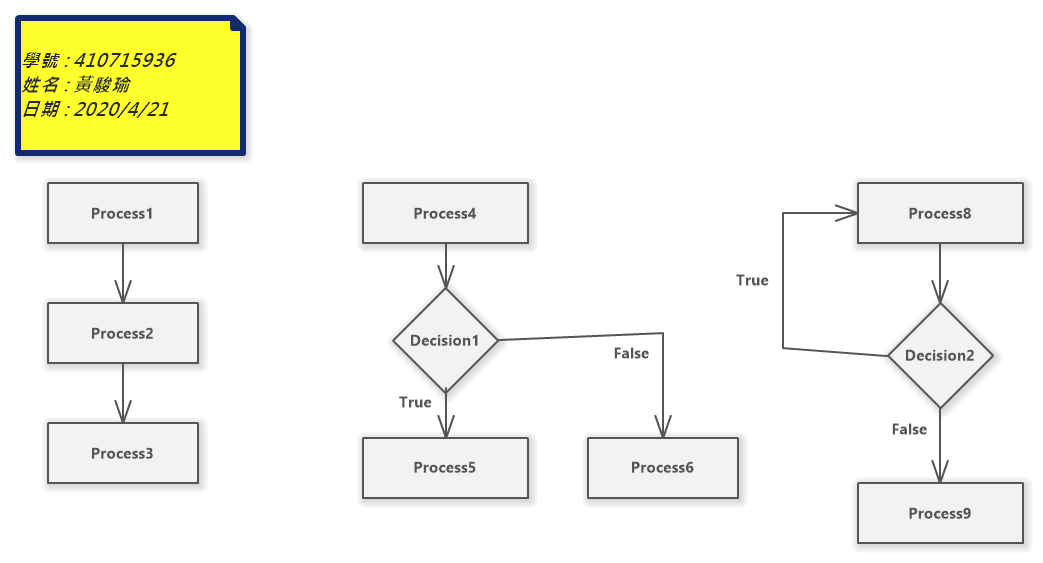 學號 : 410715936
姓名 : 黃駿瑜
日期 : 2020/4/21
Process1
Process2
Process3
Process4
Decision1
True
False
Process5
Process6
Process8
True
Decision2
False
Process9